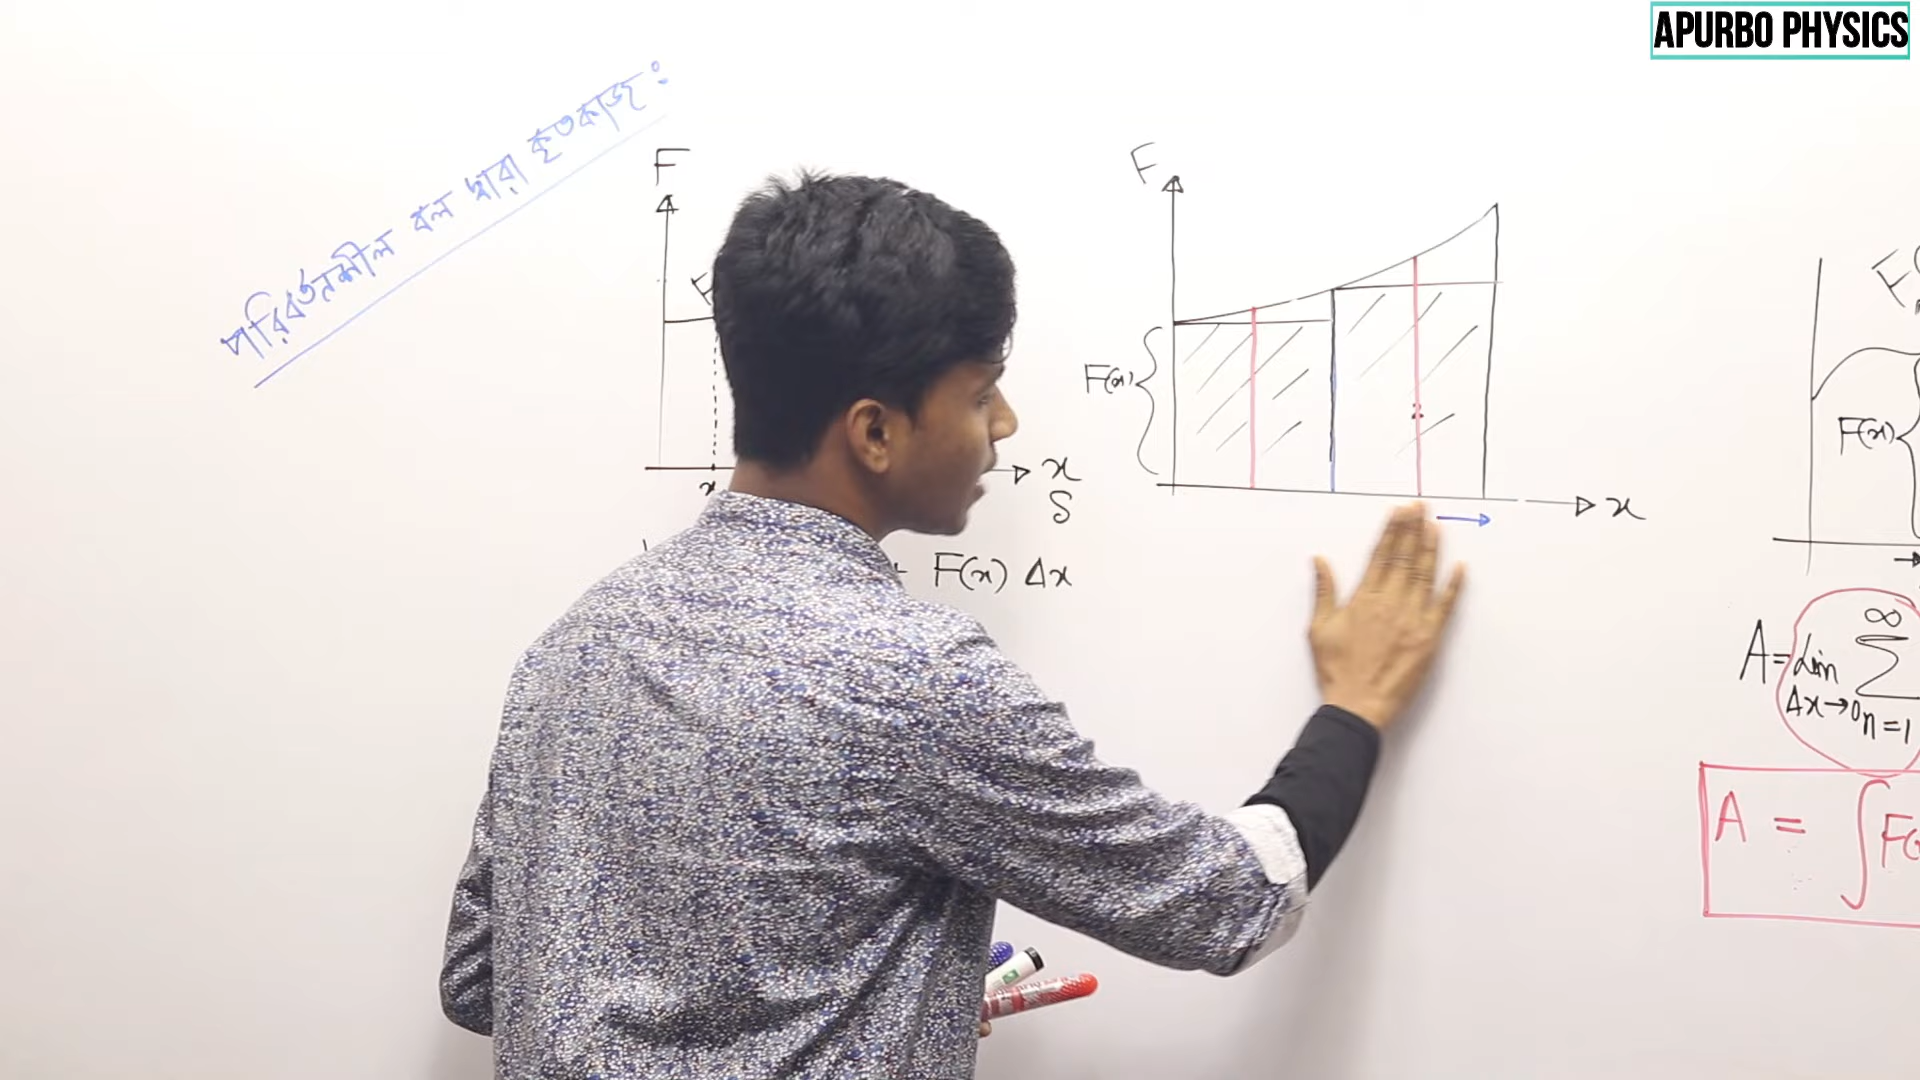 APURBO PHYSICS
পরিবর্তনশীল বল দ্বারা কৃতকাজ :
F
x
x
S
F(x) Δx
F
F(x)
x
F(x)
A = Lim Δx→0 ∞ Σ n=1
A = ∫ F(